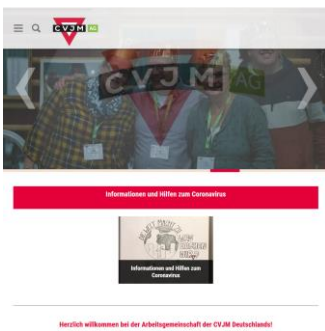 CVJM AG
CVJM AG
Informationen und Hilfen zum Coronavirus
Informationen und Hilfen zum
Coronavirus
Herzlich willkommen bei der Arbeitsgemeinschaft der CVJM Deutschlands!